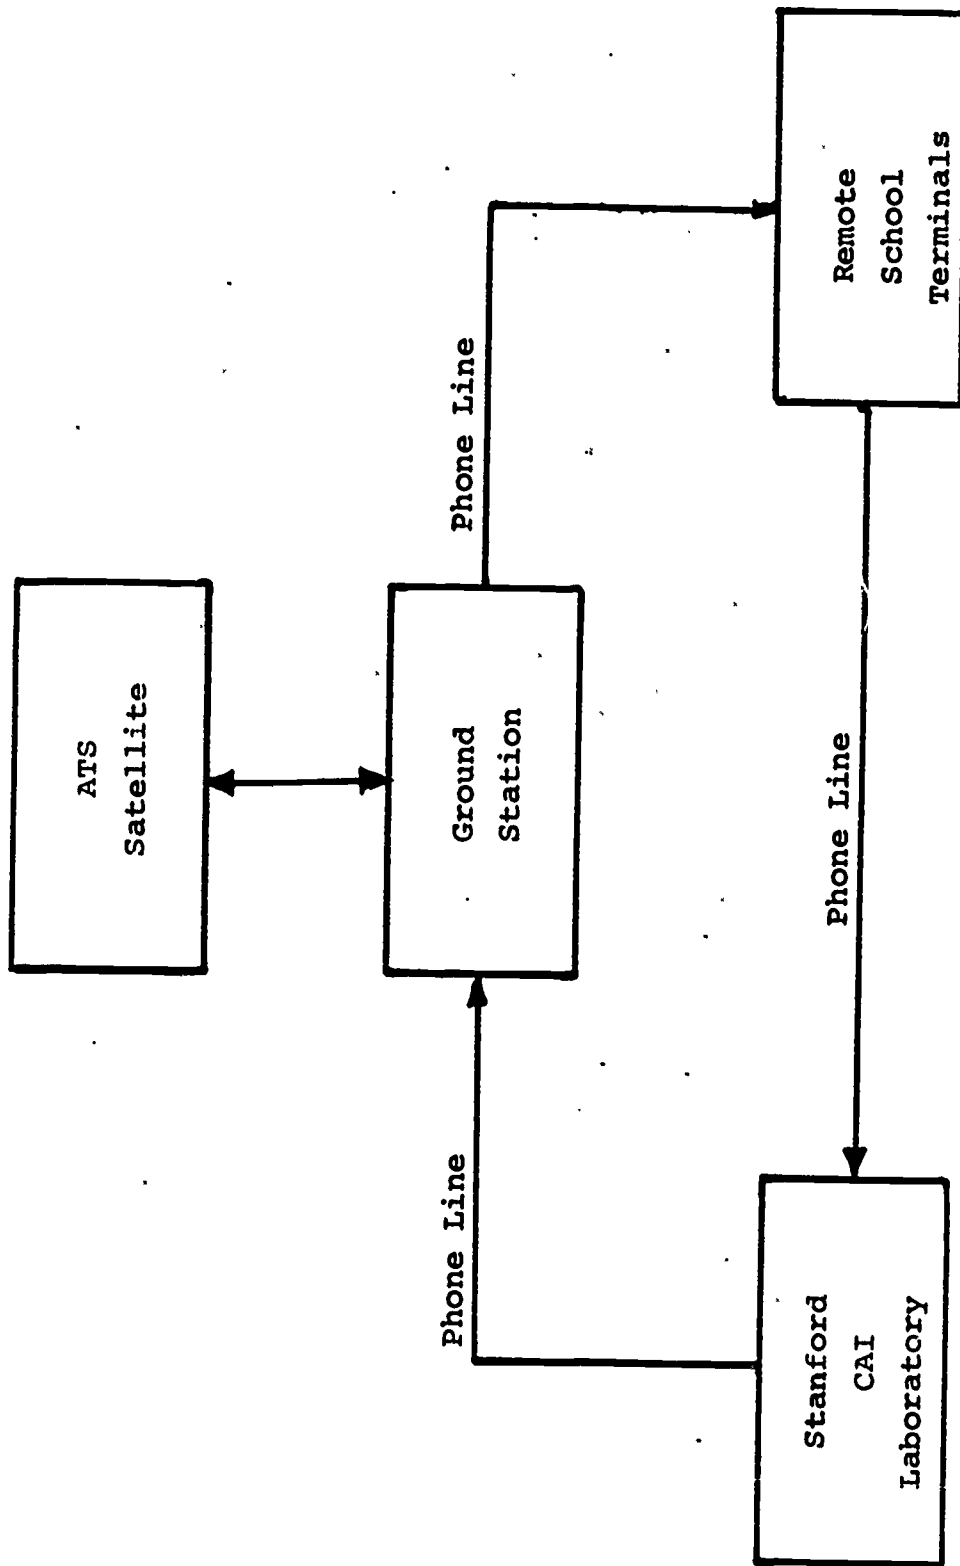 ATS
Satellite
Phone Line
Ground
Station
Phone Line
Stanford
CAI
Laboratory
Phone Line
Remote
School
Terminals